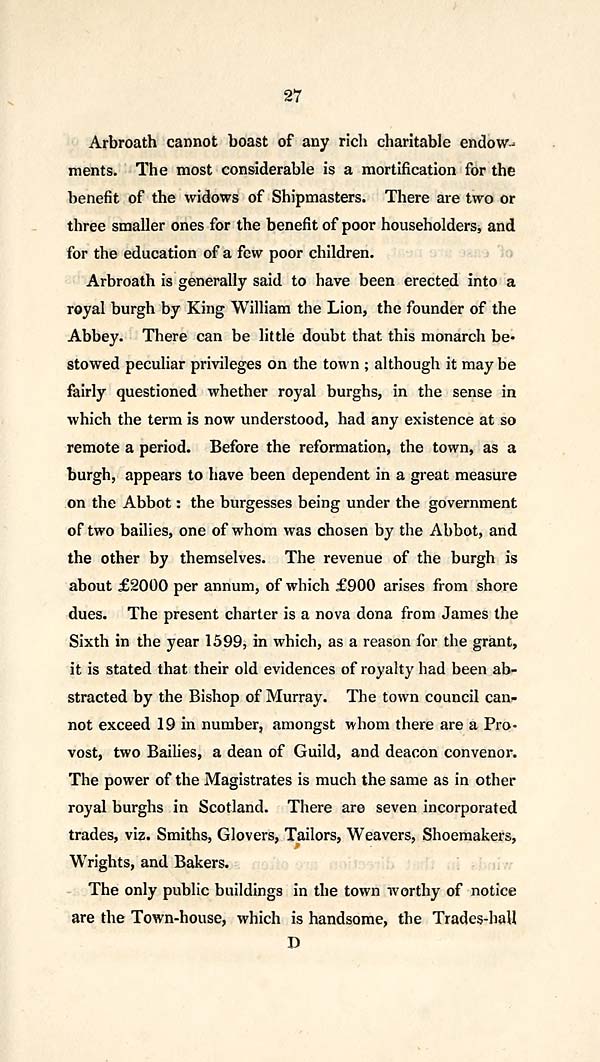 27
Arbroath cannot boast of any rich charitable endow-
ments. The most considerable is a mortification for the
benefit of the widows of Shipmasters. There are two or
three smaller ones for the benefit of poor householders, and
for the education of a few poor children.
Arbroath is generally said to have been erected into a
royal burgh by King William the Lion, the founder of the
Abbey. There can be little doubt that this monarch be-
stowed peculiar privileges on the town ; although it may be
fairly questioned whether royal burghs, in the sense in
which the term is now understood, had any existence at so
remote a period. Before the reformation, the town, as a
burgh, appears to have been dependent in a great measure
on the Abbot : the burgesses being under the government
of two bailies, one of whom was chosen by the Abbot, and
the other by themselves. The revenue of the burgh is
about £2000 per annum, of which £900 arises from shore
dues. The present charter is a nova dona from James the
Sixth in the year 1599, in which, as a reason for the grant,
it is stated that their old evidences of royalty had been ab-
stracted by the Bishop of Murray. The town council can-
not exceed 19 in number, amongst whom there are a Pro-
vost, two Bailies, a dean of Guild, and deacon convenor.
The power of the Magistrates is much the same as in other
royal burghs in Scotland. There are seven incorporated
trades, viz. Smiths, Glovers, Tailors, Weavers, Shoemakers,
Wrights, and Bakers.
The only public buildings in the town worthy of notice
are the Town-house, which is handsome, the Trades-hall
D